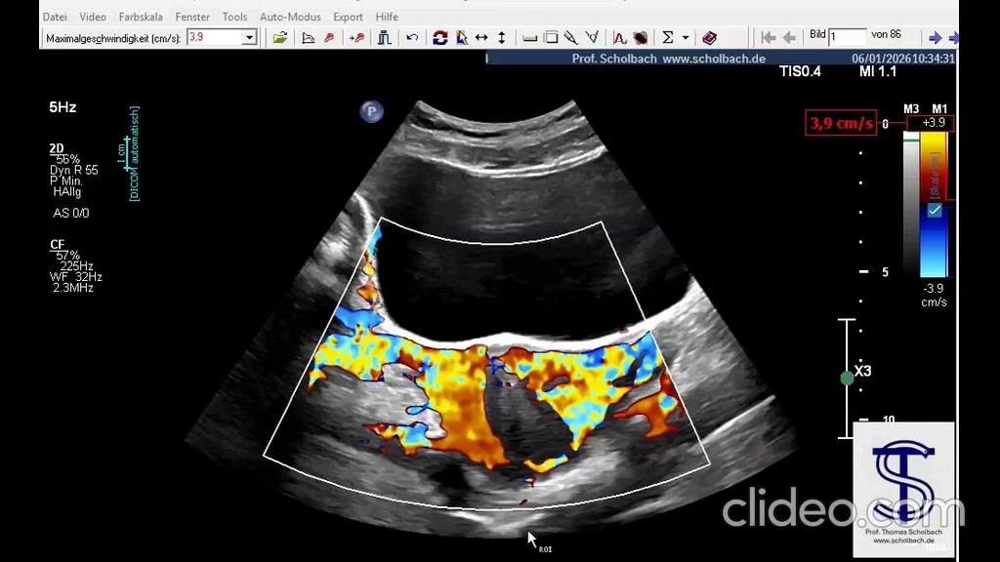 Datei Video Farbskala Fenster Tools Auto-Modus Export Hilfe
Maximalgeschwindigkeit (cm/s): 3,9
Bild 1 von 86
Prof. Scholbach www.scholbach.de 06/01/2026 10:34:31
TIS0.4 MI 1.1
5Hz
P
M3 M1
3,9 cm/s
0
+3.9
2D
56%
Dyn R 55
P Min.
HAllg
AS 0/0
1 cm
[DICOM automatisch]
CF
57%
225Hz
WF 32Hz
2.3MHz
5
-3.9
cm/s
X3
10
TS
Prof. Thomas Scholbach
www.scholbach.de
clideo.com
ROI